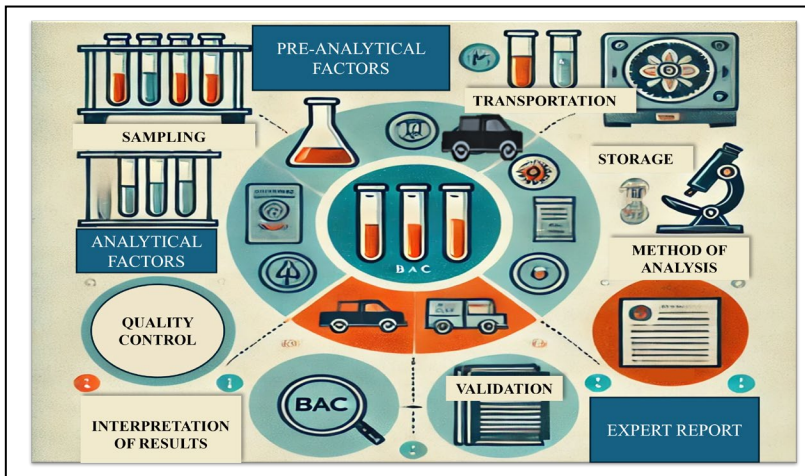 PRE-ANALYTICAL
FACTORS
TRANSPORTATION
SAMPLING
STORAGE
ANALYTICAL
FACTORS
BAC
METHOD OF
ANALYSIS
QUALITY
CONTROL
BAC
VALIDATION
INTERPRETATION
OF RESULTS
EXPERT REPORT